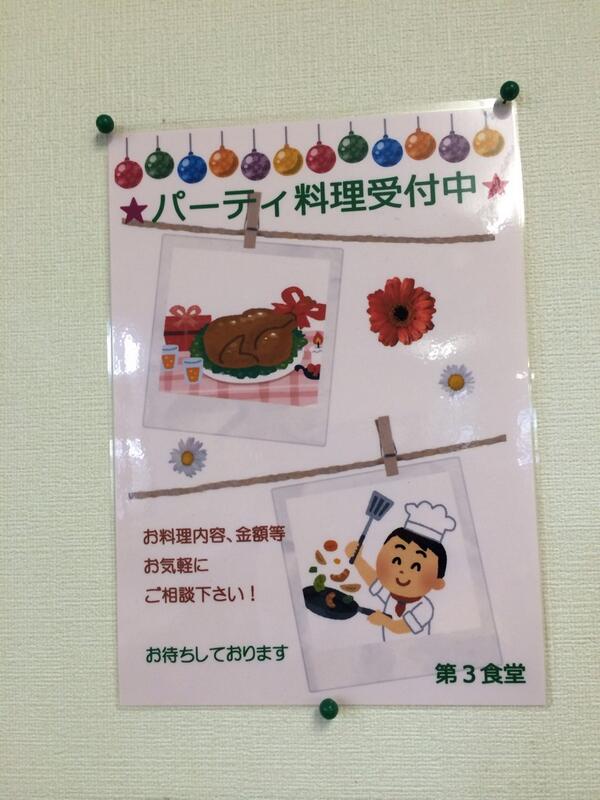 ★パーティ料理受付中★
お料理内容、金額等
お気軽に
ご相談下さい！
お待ちしております
第３食堂